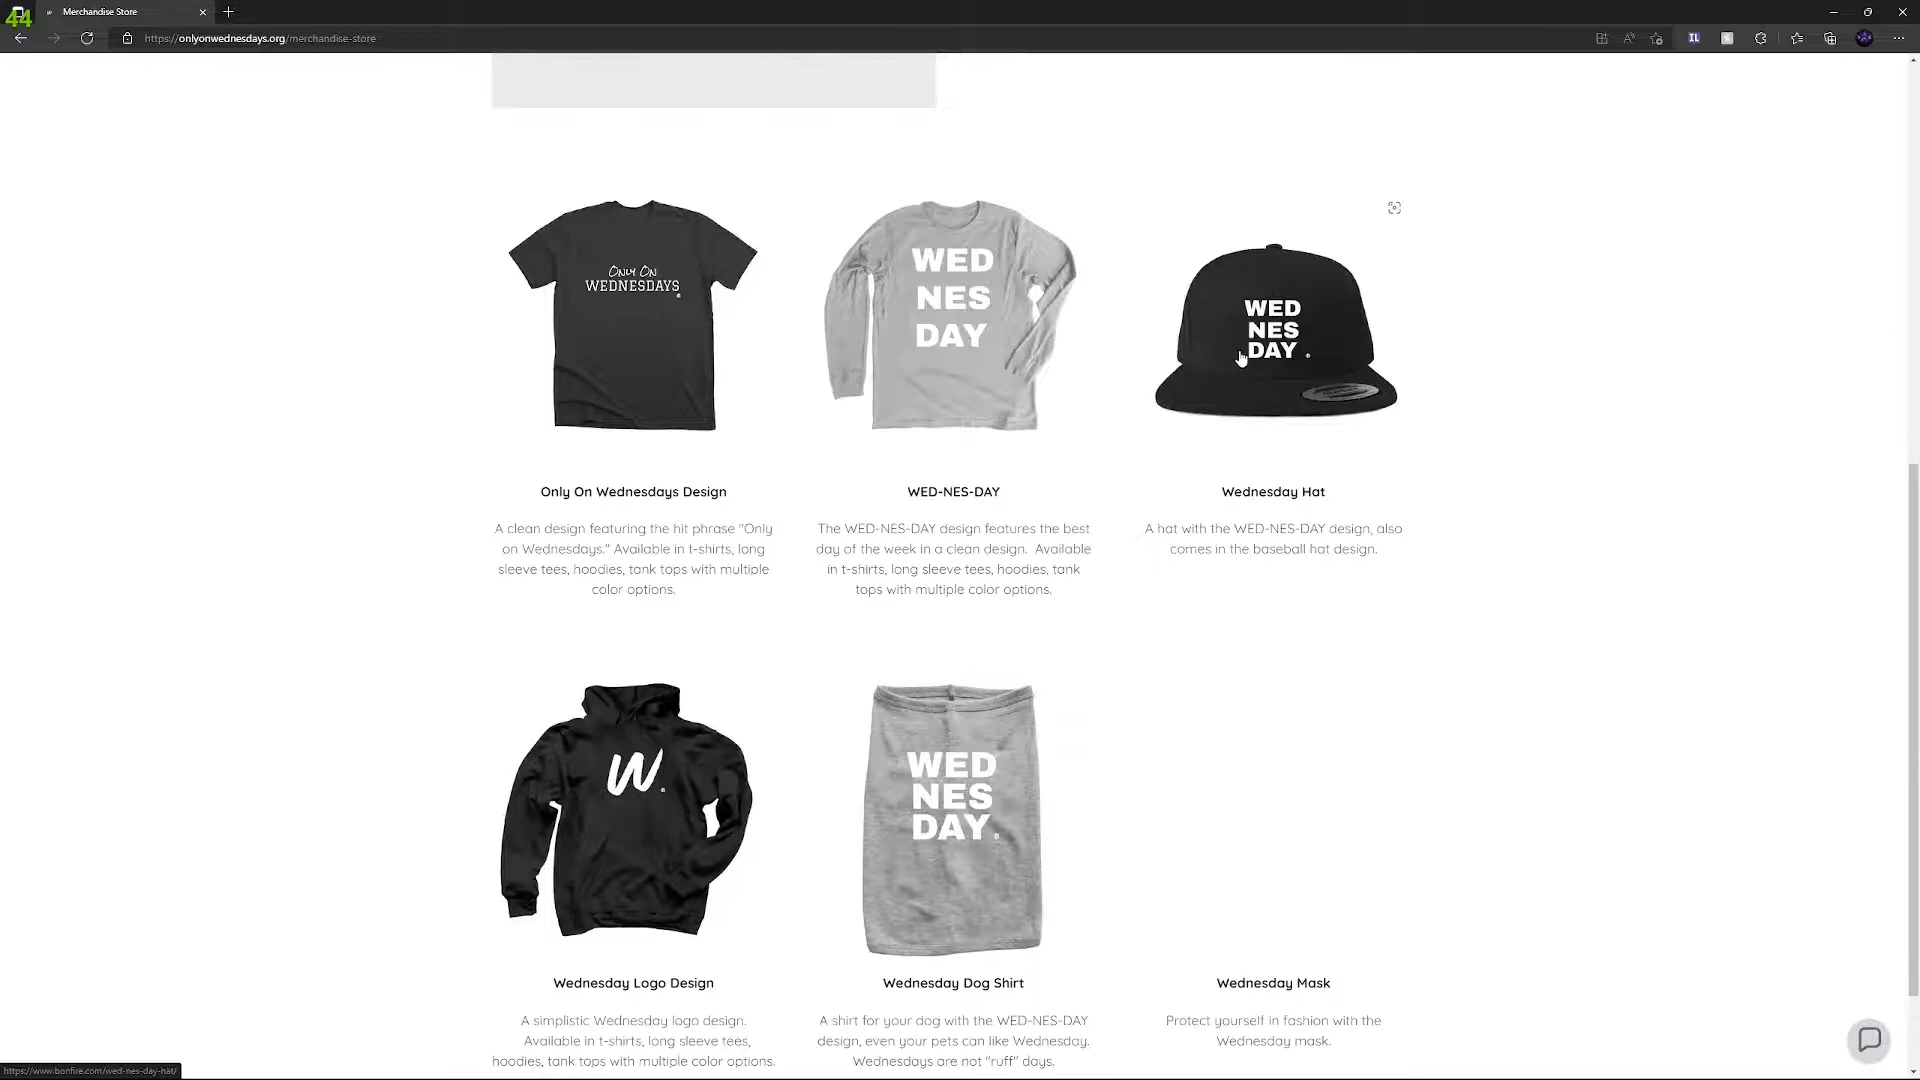 44
Merchandise Store
https://onlyonwednesdays.org/merchandise-store
IL
ONLY ON
WEDNESDAYS
WED
NES
DAY
WED
NES
DAY
Only On Wednesdays Design
WED-NES-DAY
Wednesday Hat
A clean design featuring the hit phrase "Only
on Wednesdays." Available in t-shirts, long
sleeve tees, hoodies, tank tops with multiple
color options.
The WED-NES-DAY design features the best
day of the week in a clean design. Available
in t-shirts, long sleeve tees, hoodies, tank
tops with multiple color options.
A hat with the WED-NES-DAY design, also
comes in the baseball hat design.
W.
WED
NES
DAY.
Wednesday Logo Design
Wednesday Dog Shirt
Wednesday Mask
A simplistic Wednesday logo design.
Available in t-shirts, long sleeve tees,
hoodies, tank tops with multiple color options.
A shirt for your dog with the WED-NES-DAY
design, even your pets can like Wednesday.
Wednesdays are not "ruff" days.
Protect yourself in fashion with the
Wednesday mask.
https://www.bonfire.com/wed-nes-day-hat/